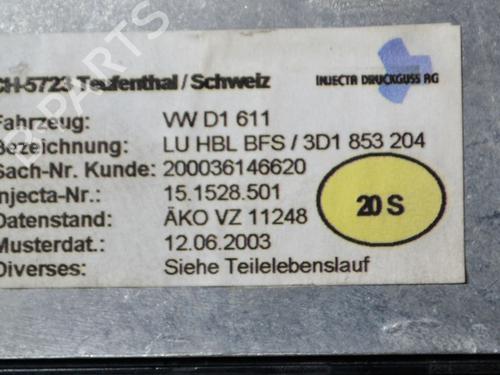 CH-5723 Teufenthal / Schweiz
INJECTA DRUCKGUSS AG
Fahrzeug: VW D1 611
Bezeichnung: LU HBL BFS / 3D1 853 204
Sach-Nr. Kunde: 200036146620
Injecta-Nr.: 15.1528.501
Datenstand: ÄKO VZ 11248
Musterdat.: 12.06.2003
Diverses: Siehe Teilelebenslauf
20 S
B-PARTS